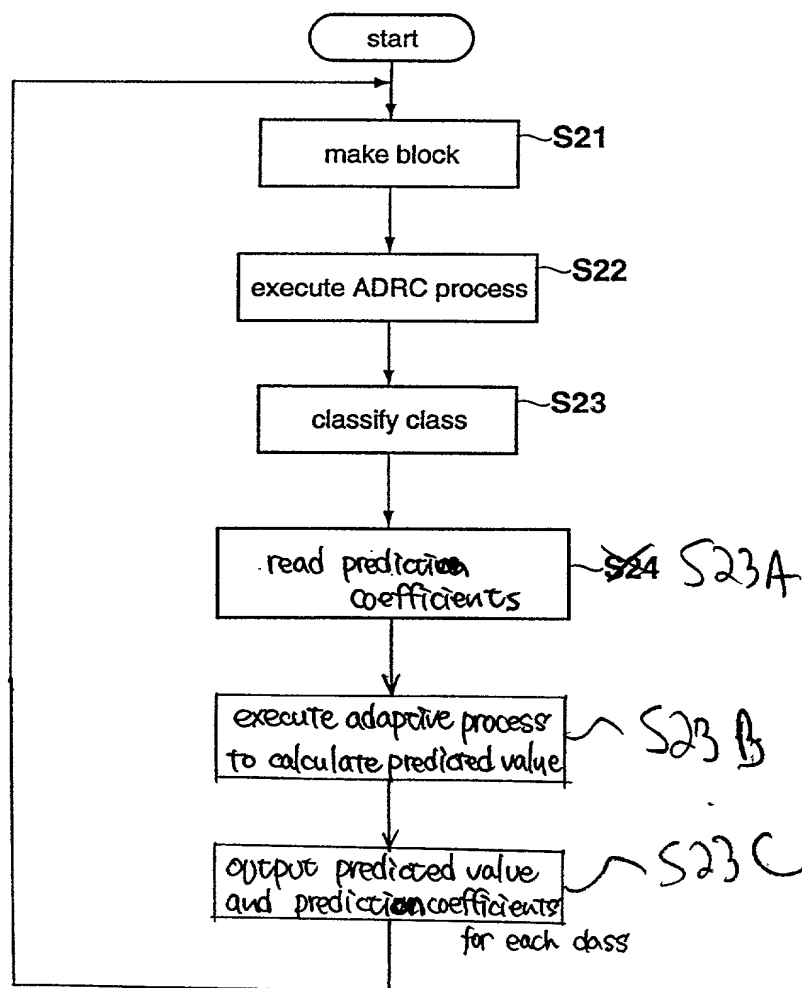 start
make block
S21
execute ADRC process
S22
classify class
S23
read prediction
coefficients
S24 S23A
execute adaptive process
to calculate predicted value
S23B
output predicted value
and prediction coefficients
for each class
S23C